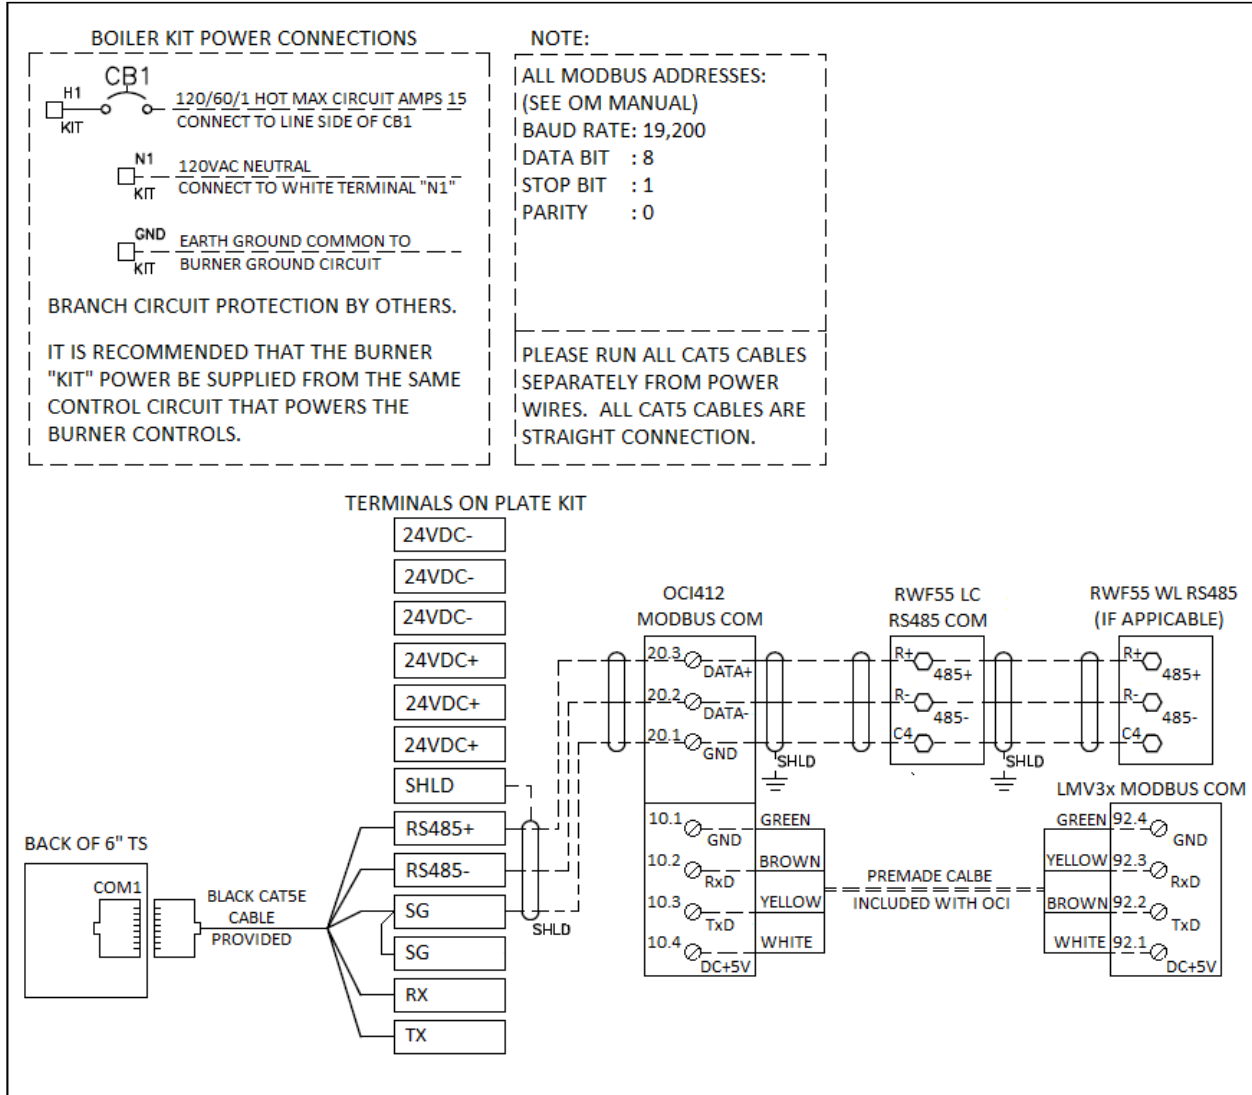 BOILER KIT POWER CONNECTIONS
CB1
H1
KIT
120/60/1 HOT MAX CIRCUIT AMPS 15
CONNECT TO LINE SIDE OF CB1
N1
KIT
120VAC NEUTRAL
CONNECT TO WHITE TERMINAL "N1"
GND
KIT
EARTH GROUND COMMON TO
BURNER GROUND CIRCUIT
BRANCH CIRCUIT PROTECTION BY OTHERS.
IT IS RECOMMENDED THAT THE BURNER
"KIT" POWER BE SUPPLIED FROM THE SAME
CONTROL CIRCUIT THAT POWERS THE
BURNER CONTROLS.
NOTE:
ALL MODBUS ADDRESSES:
(SEE OM MANUAL)
BAUD RATE: 19,200
DATA BIT : 8
STOP BIT : 1
PARITY : 0
PLEASE RUN ALL CAT5 CABLES
SEPARATELY FROM POWER
WIRES. ALL CAT5 CABLES ARE
STRAIGHT CONNECTION.
TERMINALS ON PLATE KIT
24VDC-
24VDC-
24VDC-
24VDC+
24VDC+
24VDC+
SHLD
RS485+
RS485-
SG
SG
RX
TX
SHLD
BACK OF 6" TS
COM1
BLACK CAT5E
CABLE
PROVIDED
OCI412
MODBUS COM
20.3
DATA+
20.2
DATA-
20.1
GND
SHLD
10.1
GND
GREEN
10.2
RxD
BROWN
10.3
TxD
YELLOW
10.4
DC+5V
WHITE
PREMADE CALBE
INCLUDED WITH OCI
RWF55 LC
RS485 COM
R+
485+
R-
485-
C4
SHLD
RWF55 WL RS485
(IF APPICABLE)
R+
485+
R-
485-
C4
LMV3x MODBUS COM
GREEN
92.4
GND
YELLOW
92.3
RxD
BROWN
92.2
TxD
WHITE
92.1
DC+5V